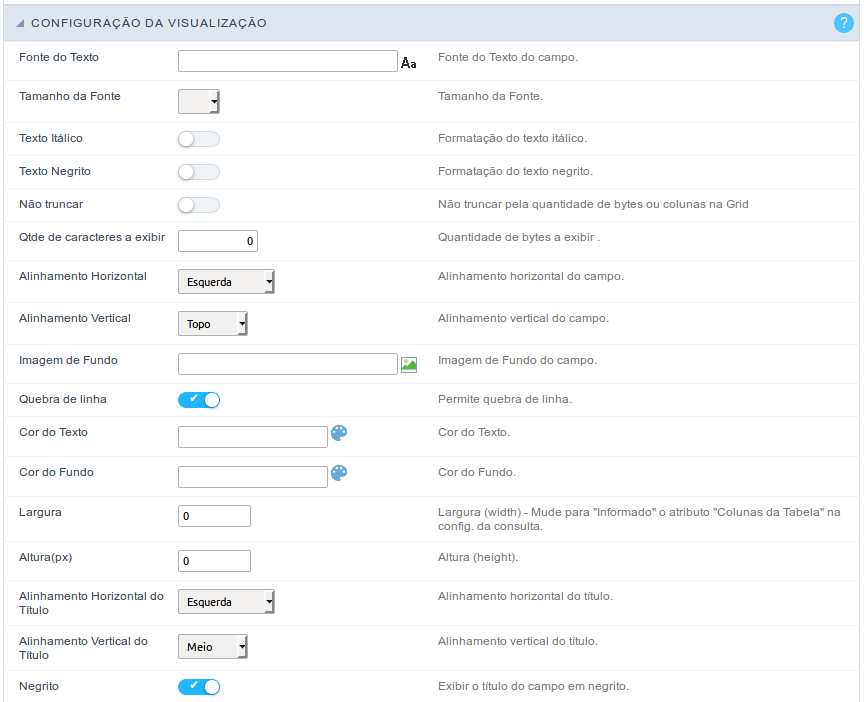 CONFIGURAÇÃO DA VISUALIZAÇÃO ?
Fonte do Texto Aa Fonte do Texto do campo.
Tamanho da Fonte Tamanho da Fonte.
Texto Itálico Formatação do texto itálico.
Texto Negrito Formatação do texto negrito.
Não truncar Não truncar pela quantidade de bytes ou colunas na Grid
Qtde de caracteres a exibir 0 Quantidade de bytes a exibir .
Alinhamento Horizontal Esquerda Alinhamento horizontal do campo.
Alinhamento Vertical Topo Alinhamento vertical do campo.
Imagem de Fundo Imagem de Fundo do campo.
Quebra de linha Permite quebra de linha.
Cor do Texto Cor do Texto.
Cor do Fundo Cor do Fundo.
Largura 0 Largura (width) - Mude para "Informado" o atributo "Colunas da Tabela" na
config. da consulta.
Altura(px) 0 Altura (height).
Alinhamento Horizontal do
Título Esquerda Alinhamento horizontal do título.
Alinhamento Vertical do
Título Meio Alinhamento vertical do título.
Negrito Exibir o título do campo em negrito.